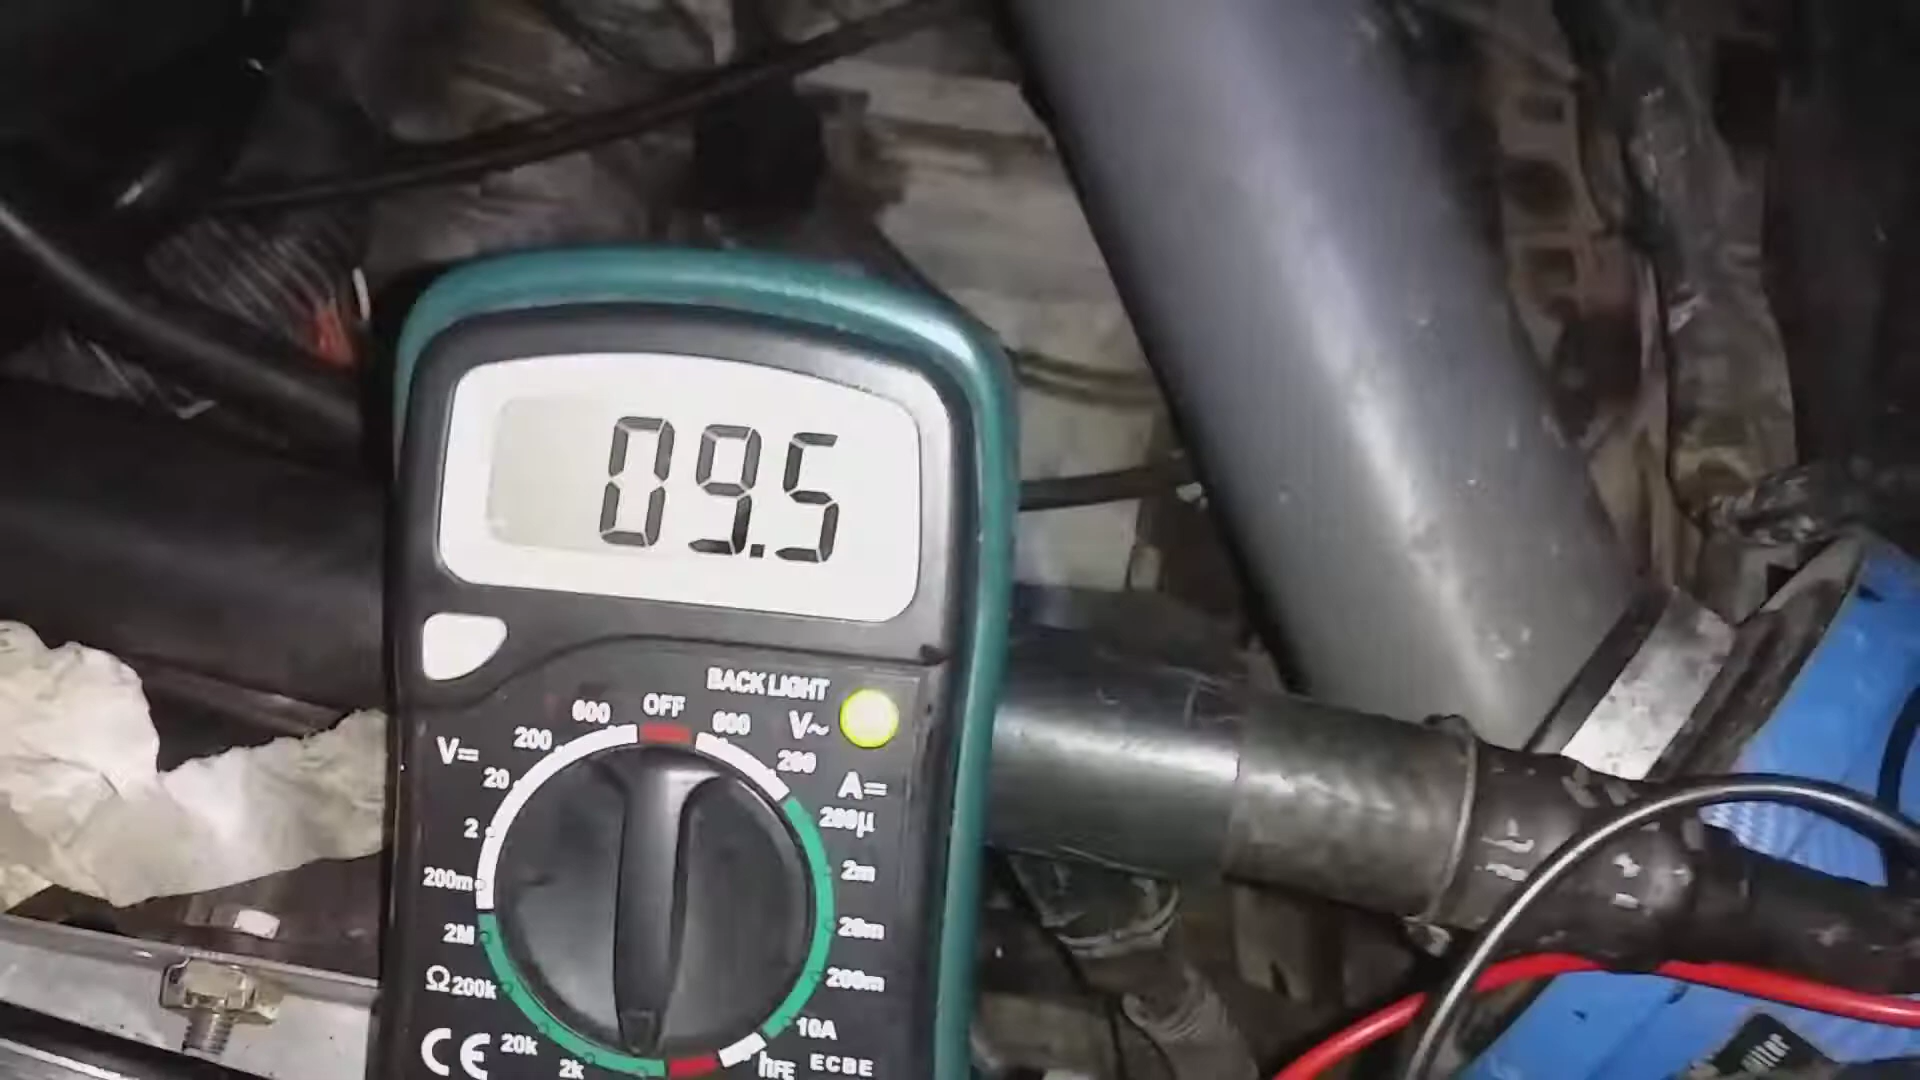 09.5
BACK LIGHT
OFF
600
600
V~
200
200
V=
A=
20
200µ
2
2m
200m
20m
2M
200m
Ω
200k
10A
CE
20k
2k
hFE
ECBE